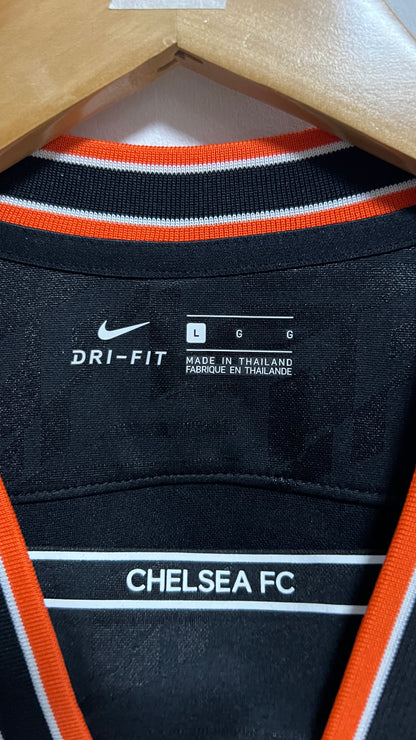 DRI-FIT
L G G
MADE IN THAILAND
FABRIQUE EN THAILANDE
CHELSEA FC